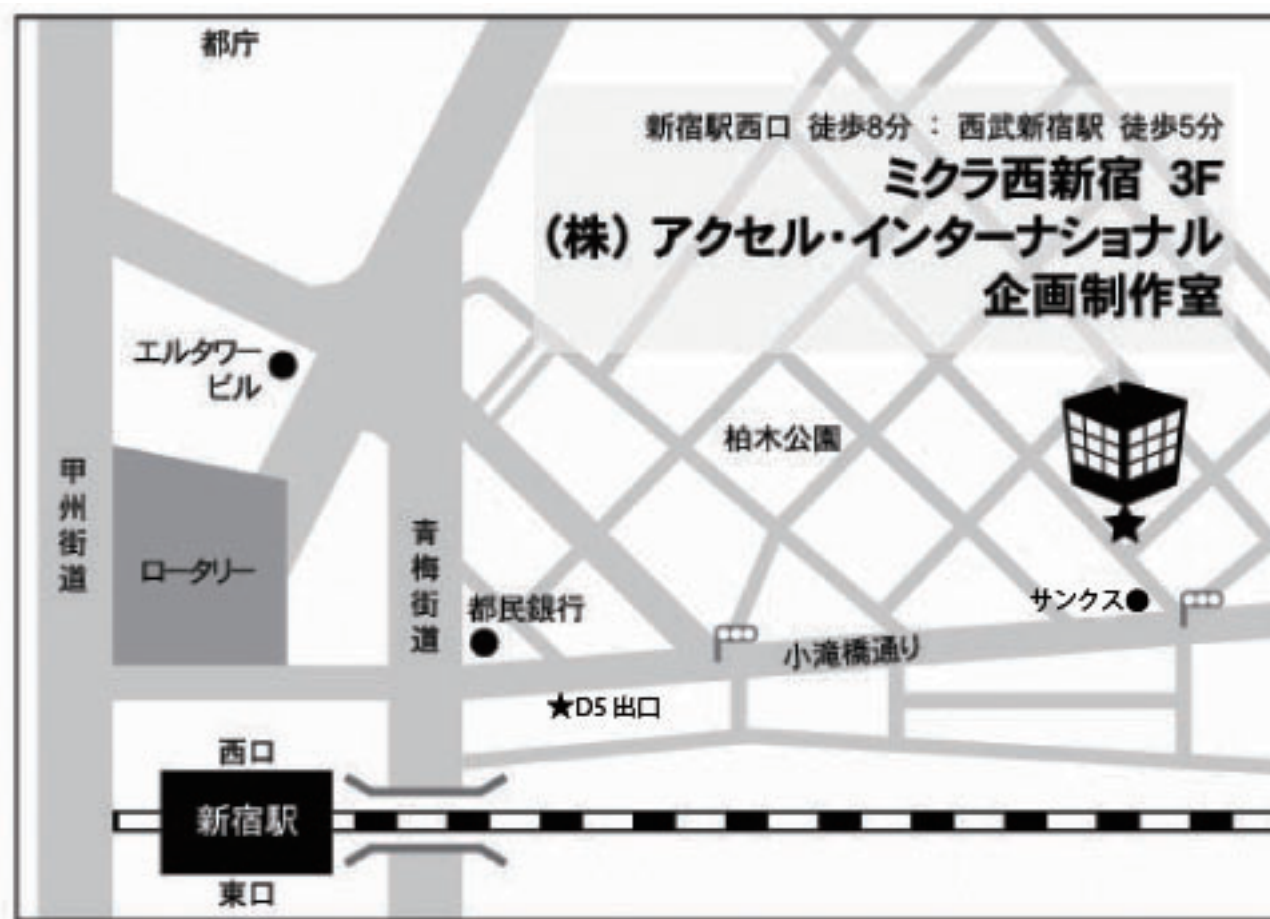 都庁
新宿駅西口 徒歩8分 : 西武新宿駅 徒歩5分
ミクラ西新宿 3F
(株) アクセル・インターナショナル
企画制作室
エルタワー
ビル
柏木公園
甲州街道
青梅街道
ロータリー
都民銀行
サンクス
小滝橋通り
★D5 出口
西口
新宿駅
東口